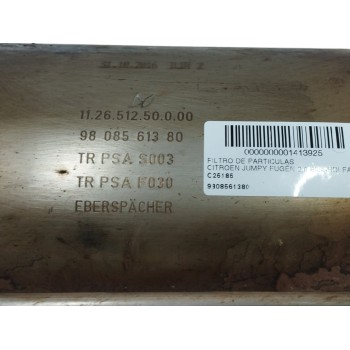 11.26.512.50.0.00
98 085 613 80
TR PSA S003
TR PSA F030
EBERSPÄCHER
0000000001413925
FILTRO DE PARTICULAS
CITROEN JUMPY FUGEN
C25185
9808561380